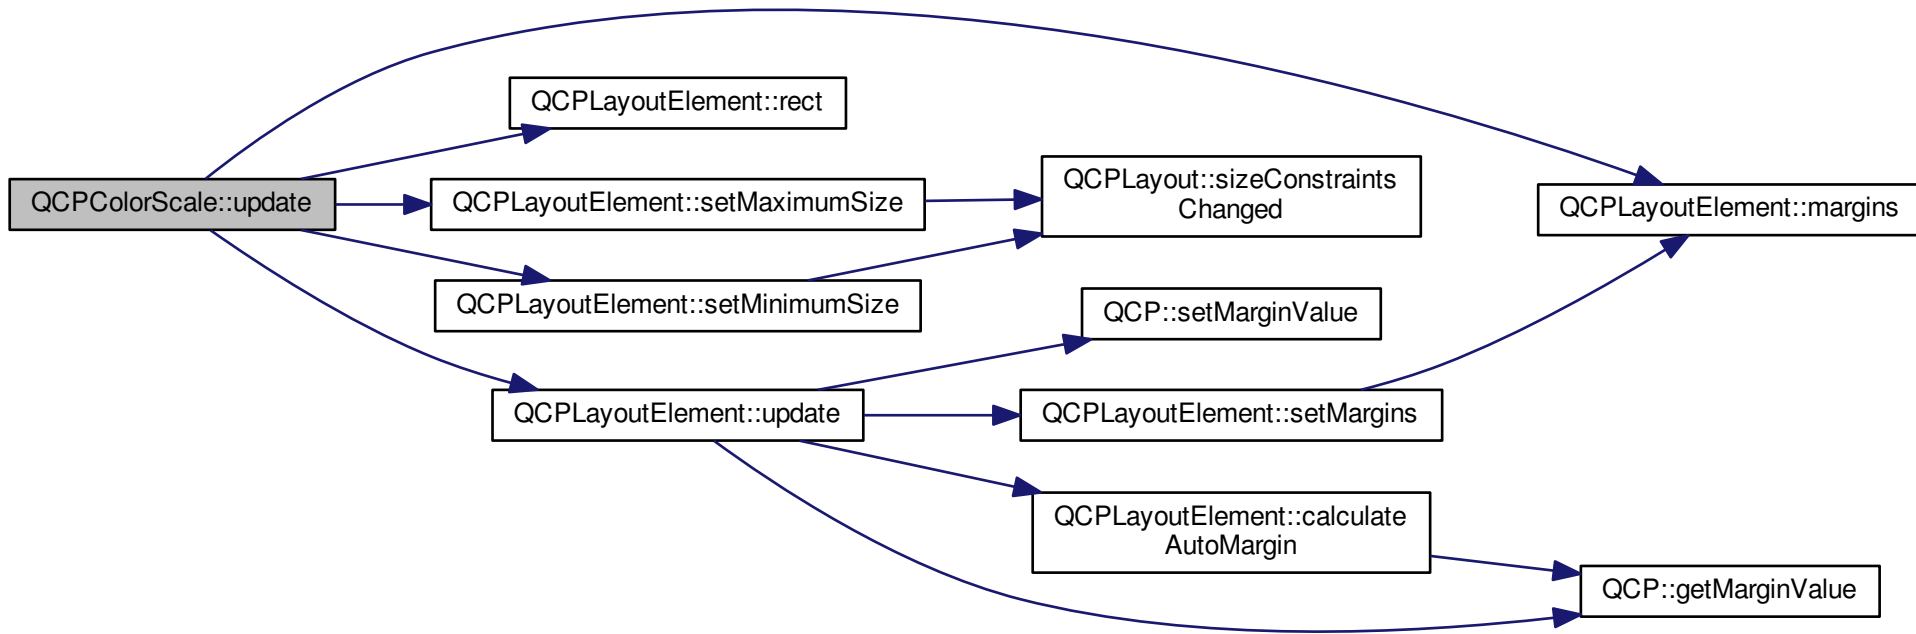 QCPColorScale::update
QCPLayoutElement::rect
QCPLayoutElement::setMaximumSize
QCPLayoutElement::setMinimumSize
QCPLayoutElement::update
QCPLayout::sizeConstraints
Changed
QCP::setMarginValue
QCPLayoutElement::setMargins
QCPLayoutElement::calculate
AutoMargin
QCPLayoutElement::margins
QCP::getMarginValue